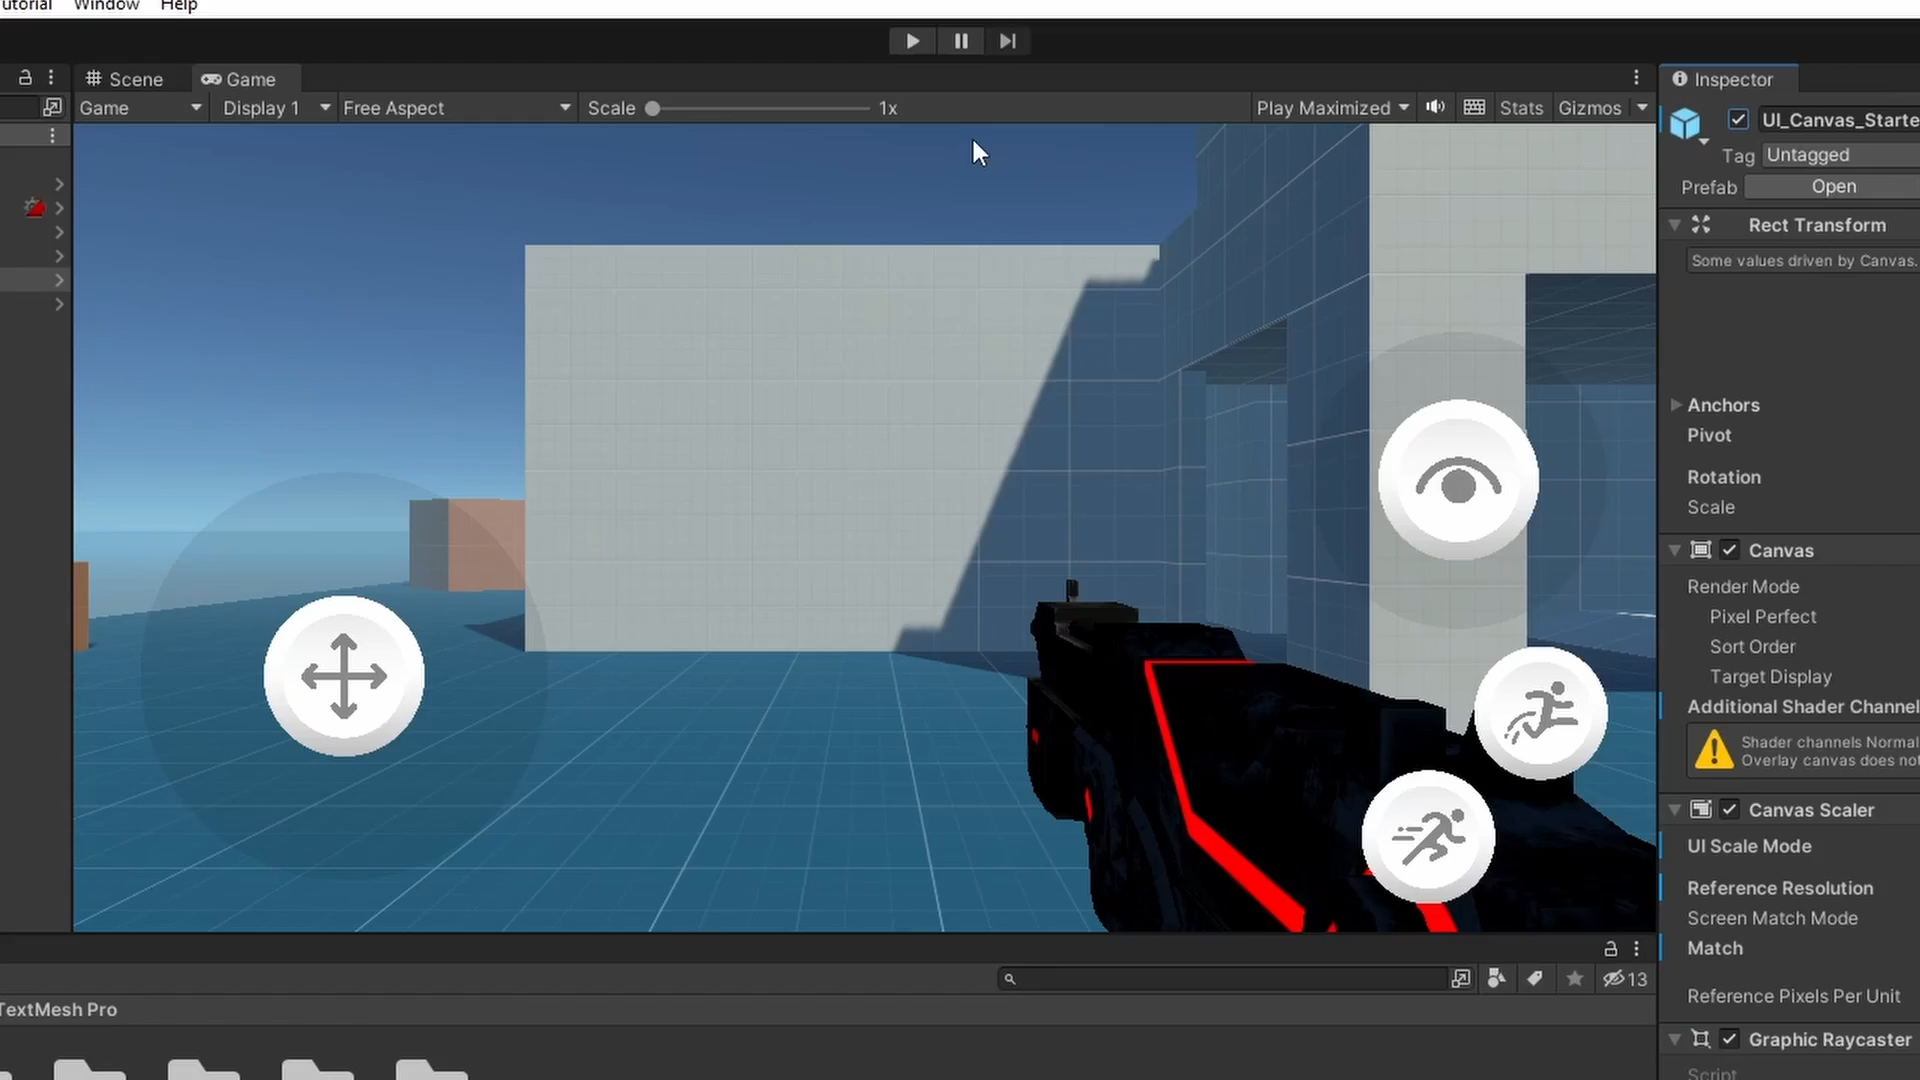 utorial Window Help
Scene Game
Game Display 1 Free Aspect Scale 1x Play Maximized Stats Gizmos
Inspector
UI_Canvas_Starte
Tag Untagged
Prefab Open
Rect Transform
Some values driven by Canvas.
Anchors
Pivot
Rotation
Scale
Canvas
Render Mode
Pixel Perfect
Sort Order
Target Display
Additional Shader Channel
Shader channels Normal
Overlay canvas does not
Canvas Scaler
UI Scale Mode
Reference Resolution
Screen Match Mode
Match
Reference Pixels Per Unit
Graphic Raycaster
Script
13
TextMesh Pro